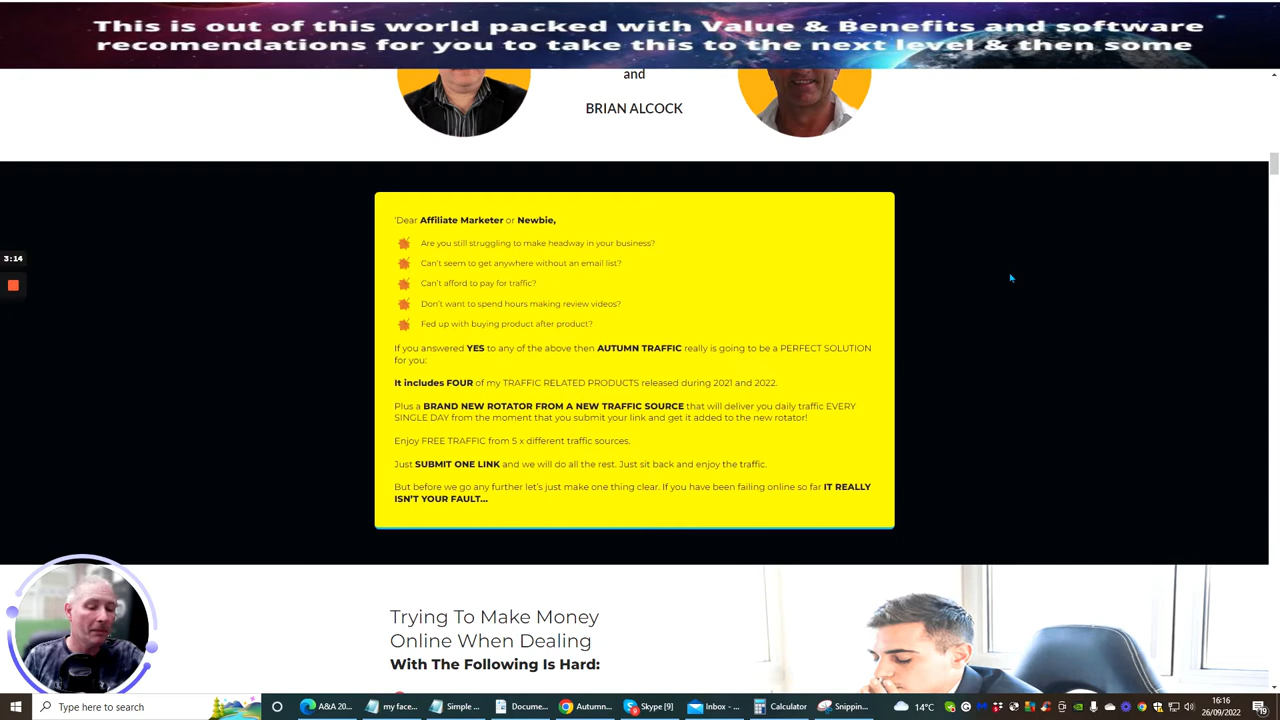 This is out of this world packed with Value & Benefits and software
recomendations for you to take this to the next level & then some
and
BRIAN ALCOCK
'Dear Affiliate Marketer or Newbie,
Are you still struggling to make headway in your business?
Can't seem to get anywhere without an email list?
Can't afford to pay for traffic?
Don't want to spend hours making review videos?
Fed up with buying product after product?
If you answered YES to any of the above then AUTUMN TRAFFIC really is going to be a PERFECT SOLUTION
for you:
It includes FOUR of my TRAFFIC RELATED PRODUCTS released during 2021 and 2022.
Plus a BRAND NEW ROTATOR FROM A NEW TRAFFIC SOURCE that will deliver you daily traffic EVERY
SINGLE DAY from the moment that you submit your link and get it added to the new rotator!
Enjoy FREE TRAFFIC from 5 x different traffic sources.
Just SUBMIT ONE LINK and we will do all the rest. Just sit back and enjoy the traffic.
But before we go any further let's just make one thing clear. If you have been failing online so far IT REALLY
ISN'T YOUR FAULT...
3:14
Trying To Make Money
Online When Dealing
With The Following Is Hard:
Type here to search
A&A 20...
my face...
Simple ...
Docume...
Autumn...
Skype [9]
Inbox - ...
Calculator
Snippin...
14°C
16:16
26/09/2022